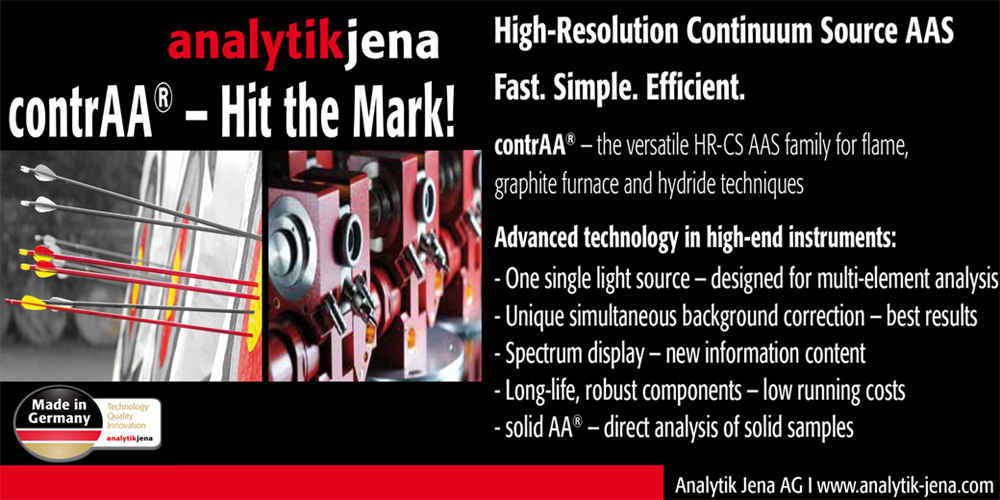 analytikjena
contrAA® – Hit the Mark!
Made in
Germany
Technology
Quality
Innovation
analytikjena
High-Resolution Continuum Source AAS
Fast. Simple. Efficient.
contrAA® – the versatile HR-CS AAS family for flame,
graphite furnace and hydride techniques
Advanced technology in high-end instruments:
- One single light source – designed for multi-element analysis
- Unique simultaneous background correction – best results
- Spectrum display – new information content
- Long-life, robust components – low running costs
- solid AA® – direct analysis of solid samples
Analytik Jena AG I www.analytik-jena.com